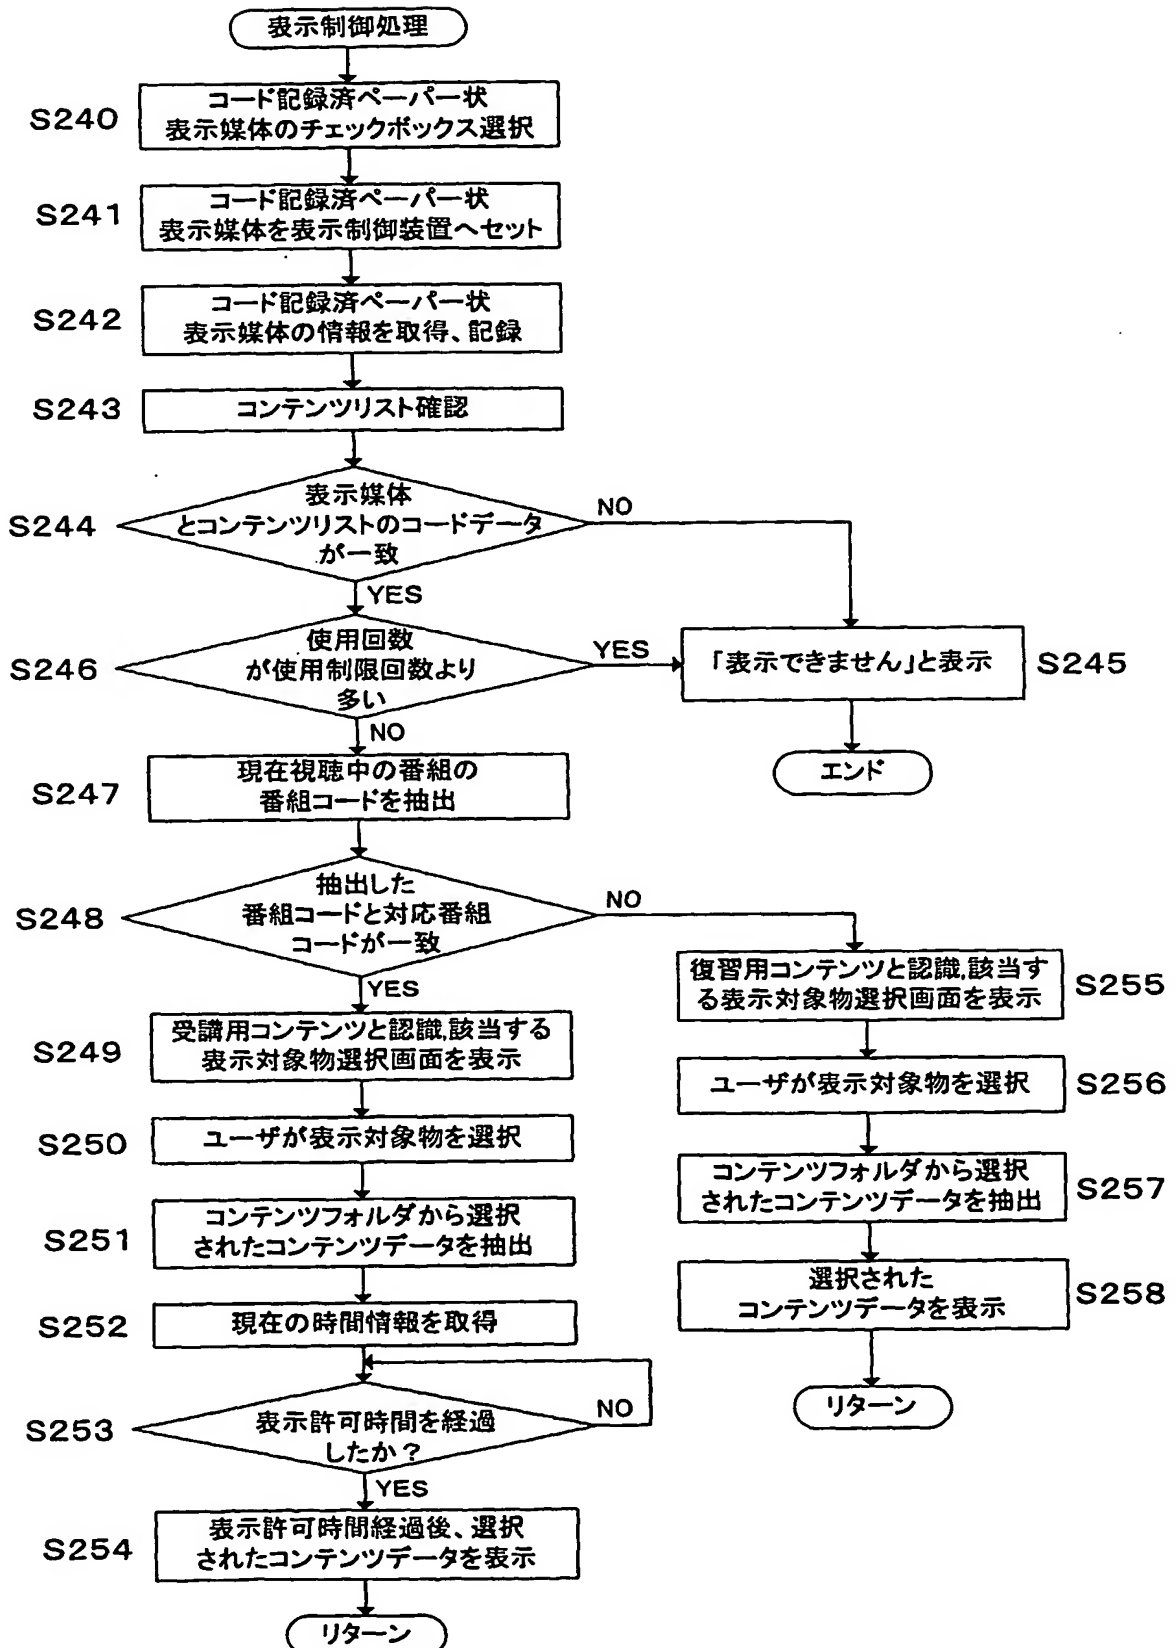 表示制御処理
S240
コード記録済ペーパー状
表示媒体のチェックボックス選択
S241
コード記録済ペーパー状
表示媒体を表示制御装置へセット
S242
コード記録済ペーパー状
表示媒体の情報を取得、記録
S243
コンテンツリスト確認
S244
表示媒体
とコンテンツリストのコードデータ
が一致
NO
YES
S246
使用回数
が使用制限回数より
多い
YES
NO
「表示できません」と表示
S245
エンド
S247
現在視聴中の番組の
番組コードを抽出
S248
抽出した
番組コードと対応番組
コードが一致
NO
YES
S249
受講用コンテンツと認識,該当する
表示対象物選択画面を表示
S250
ユーザが表示対象物を選択
S251
コンテンツフォルダから選択
されたコンテンツデータを抽出
S252
現在の時間情報を取得
S253
表示許可時間を経過
したか？
NO
YES
S254
表示許可時間経過後、選択
されたコンテンツデータを表示
リターン
復習用コンテンツと認識,該当す
る表示対象物選択画面を表示
S255
ユーザが表示対象物を選択
S256
コンテンツフォルダから選択
されたコンテンツデータを抽出
S257
選択された
コンテンツデータを表示
S258
リターン